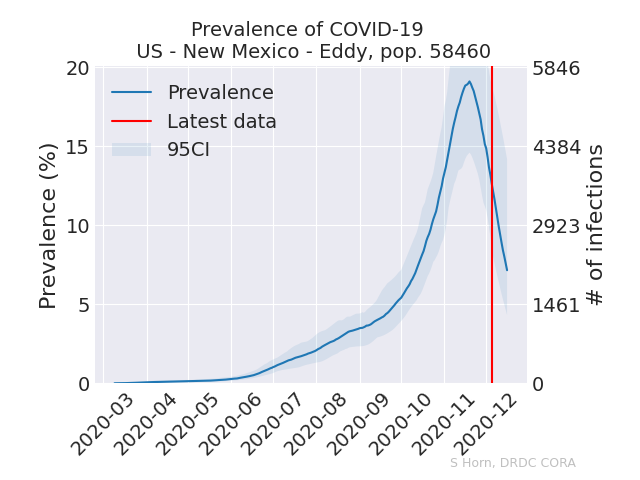 Prevalence of COVID-19
US - New Mexico - Eddy, pop. 58460
Prevalence
Latest data
95CI
Prevalence (%)
20
15
10
5
0
5846
4384
2923
1461
0
# of infections
2020-03
2020-04
2020-05
2020-06
2020-07
2020-08
2020-09
2020-10
2020-11
2020-12
S Horn, DRDC CORA